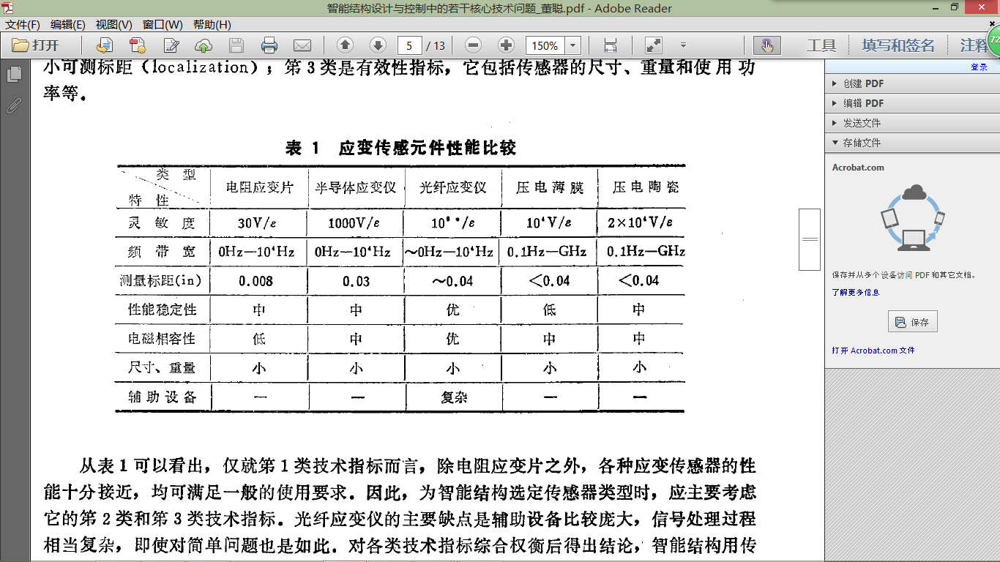 智能结构设计与控制中的若干核心技术问题_董聪.pdf - Adobe Reader
文件(F) 编辑(E) 视图(V) 窗口(W) 帮助(H)
打开 5 / 13 150% 工具 填写和签名 注释
72
登录
创建 PDF
编辑 PDF
发送文件
存储文件
Acrobat.com
保存并从多个设备访问 PDF 和其它文档。
了解更多信息
保存
打开 Acrobat.com 文件
小可测标距（localization）；第 3 类是有效性指标，它包括传感器的尺寸、重量和使用功
率等．
表 1 应变传感元件性能比较
类型 特性 电阻应变片 半导体应变仪 光纤应变仪 压电薄膜 压电陶瓷
灵敏度 30V/ε 1000V/ε /ε 10⁴V/ε 2×10⁴V/ε
频带宽 0Hz—10⁴Hz 0Hz—10⁴Hz ～0Hz—10⁴Hz 0.1Hz—GHz 0.1Hz—GHz
测量标距(in) 0.008 0.03 ～0.04 ＜0.04 ＜0.04
性能稳定性 中 中 优 低 中
电磁相容性 低 中 优 中 中
尺寸、重量 小 小 小 小 小
辅助设备 — — 复杂 — —
从表 1 可以看出，仅就第 1 类技术指标而言，除电阻应变片之外，各种应变传感器的性
能十分接近，均可满足一般的使用要求．因此，为智能结构选定传感器类型时，应主要考虑
它的第 2 类和第 3 类技术指标．光纤应变仪的主要缺点是辅助设备比较庞大，信号处理过程
相当复杂，即使对简单问题也是如此．对各类技术指标综合权衡后得出结论，智能结构用传